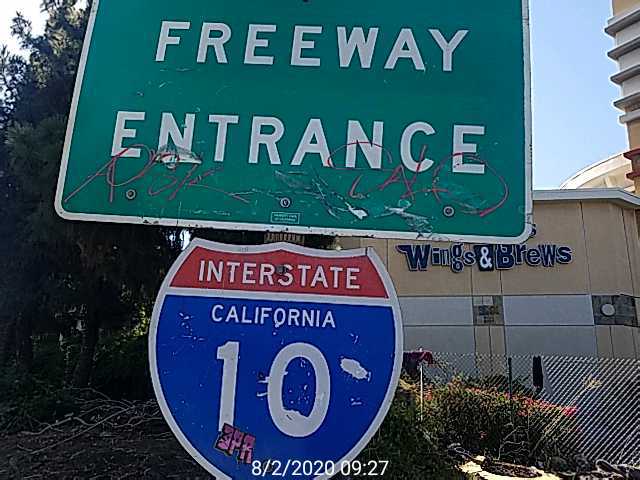 FREEWAY
ENTRANCE
Wings & Brews
INTERSTATE
CALIFORNIA
10
8/2/2020 09:27